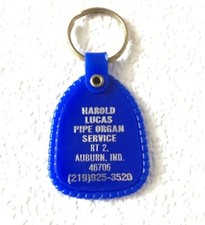 HAROLD
LUCAS
PIPE ORGAN
SERVICE
RT 2,
AUBURN, IND.
46706
(219) 925-3520